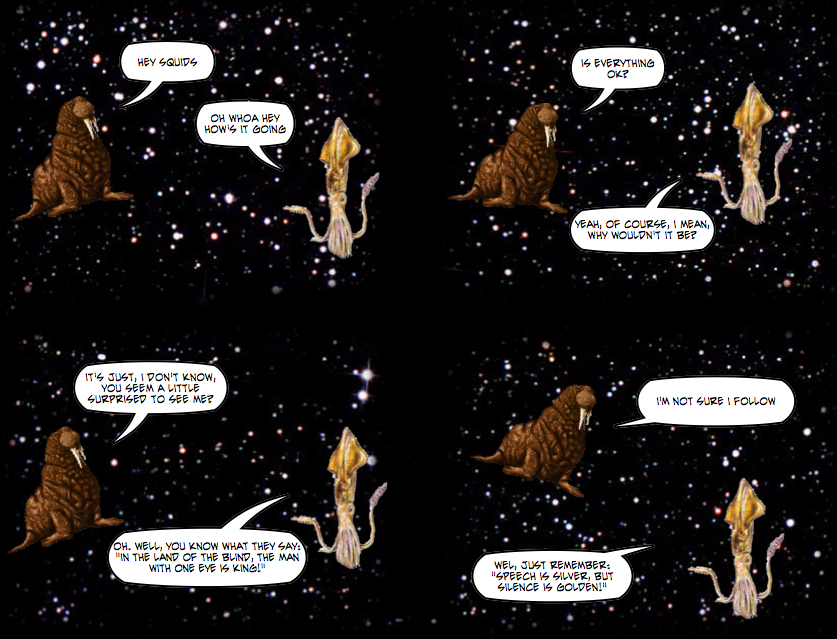 HEY SQUIDS
OH WHOA HEY
HOW'S IT GOING
IS EVERYTHING
OK?
YEAH, OF COURSE, I MEAN,
WHY WOULDN'T IT BE?
IT'S JUST, I DON'T KNOW,
YOU SEEM A LITTLE
SURPRISED TO SEE ME?
OH. WELL, YOU KNOW WHAT THEY SAY:
"IN THE LAND OF THE BLIND, THE MAN
WITH ONE EYE IS KING!"
I'M NOT SURE I FOLLOW
WEL, JUST REMEMBER:
"SPEECH IS SILVER, BUT
SILENCE IS GOLDEN!"